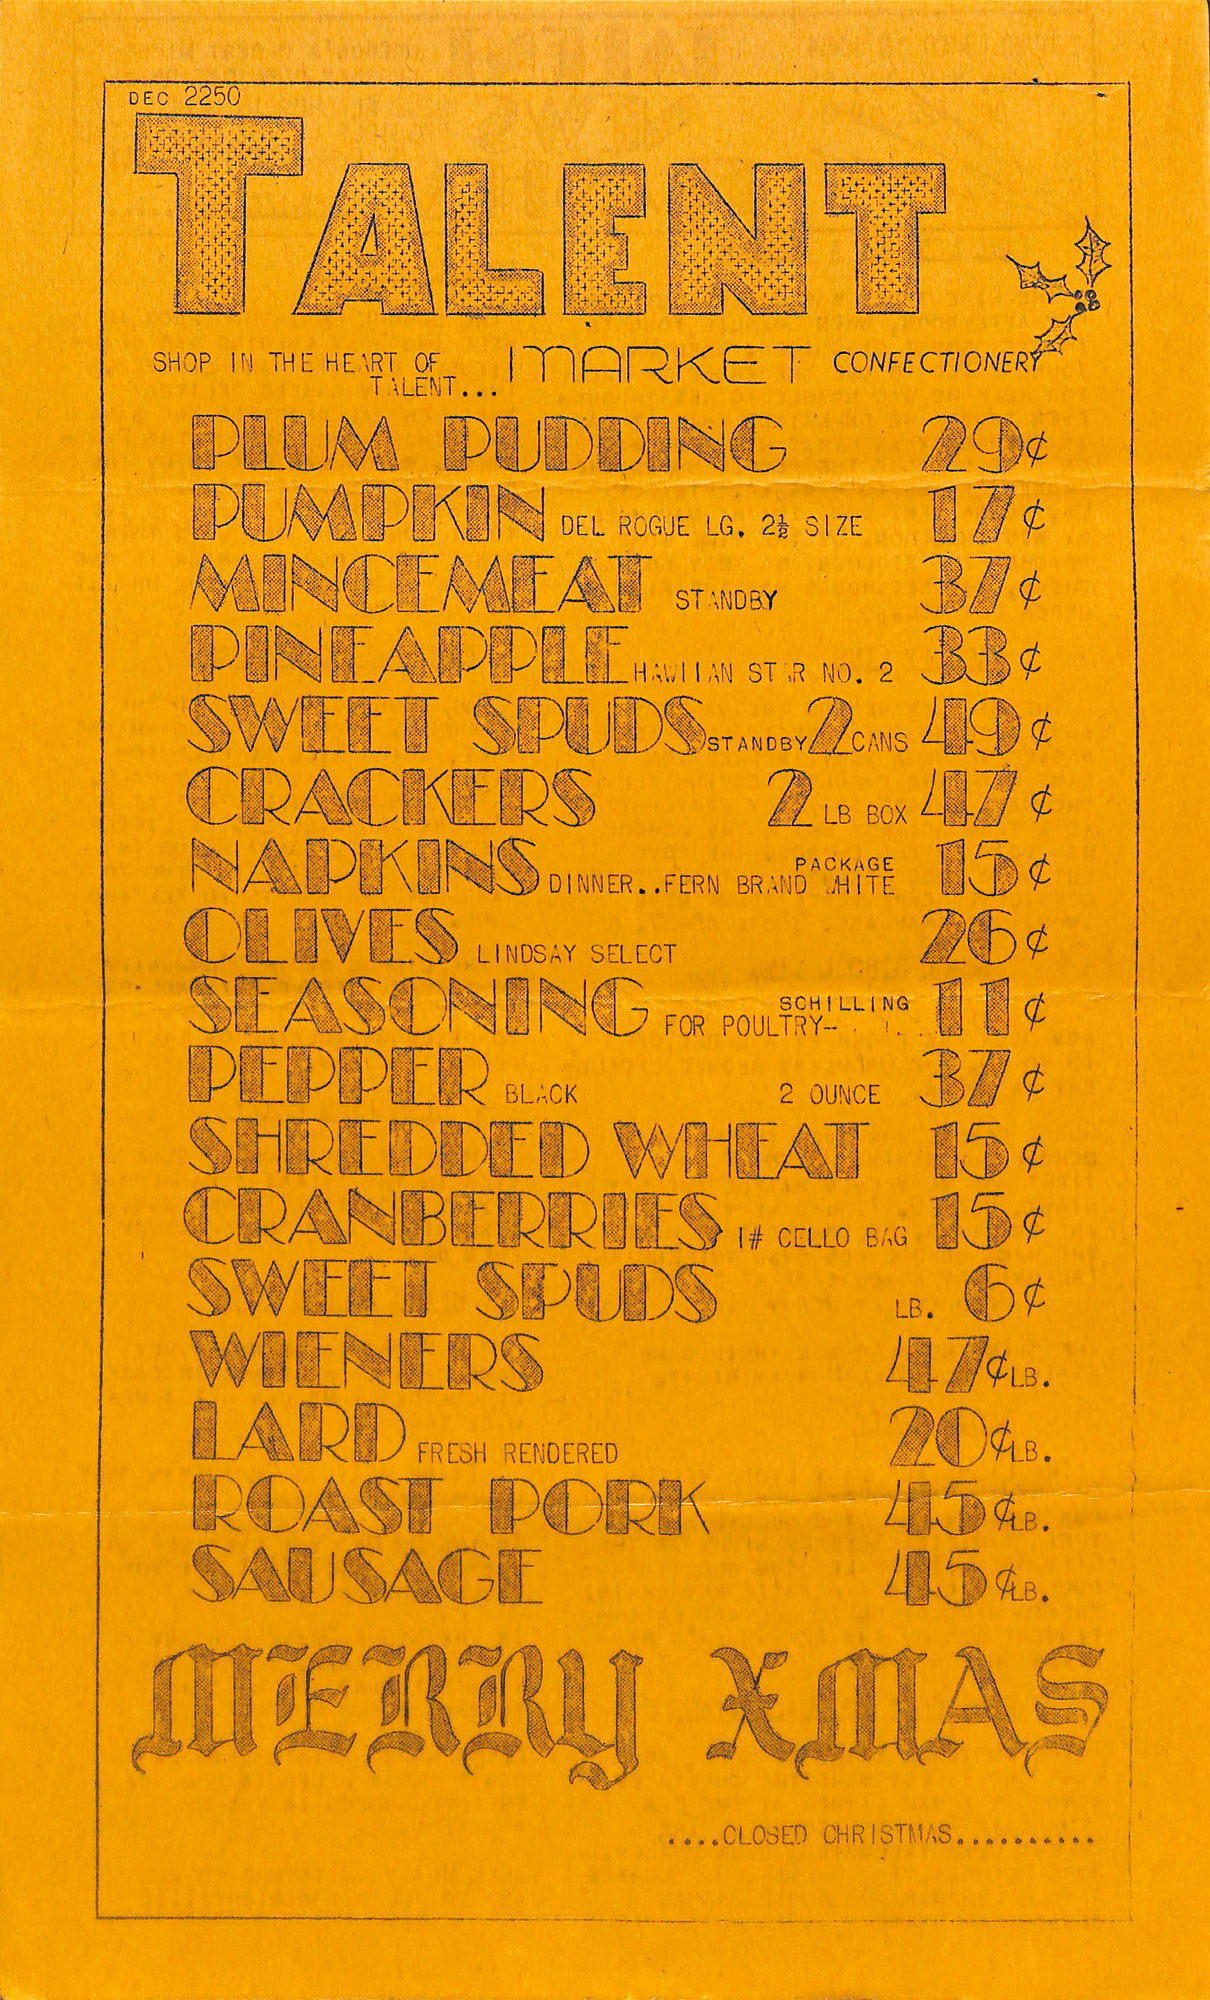 DEC 2250
TALENT
SHOP IN THE HEART OF TALENT... MARKET CONFECTIONERY
PLUM PUDDING 29¢
PUMPKIN DEL ROGUE LG. 2½ SIZE 17¢
MINCEMEAT STANDBY 37¢
PINEAPPLE HAWIIAN STAR NO. 2 33¢
SWEET SPUDS STANDBY 2 CANS 49¢
CRACKERS 2 LB BOX 47¢
NAPKINS DINNER..FERN BRAND WHITE PACKAGE 15¢
OLIVES LINDSAY SELECT 26¢
SEASONING FOR POULTRY- SCHILLING 11¢
PEPPER BLACK 2 OUNCE 37¢
SHREDDED WHEAT 15¢
CRANBERRIES 1# CELLO BAG 15¢
SWEET SPUDS LB. 6¢
WIENERS 47¢ LB.
LARD FRESH RENDERED 20¢ LB.
ROAST PORK 45¢ LB.
SAUSAGE 45¢ LB.
MERRY XMAS
....CLOSED CHRISTMAS..........